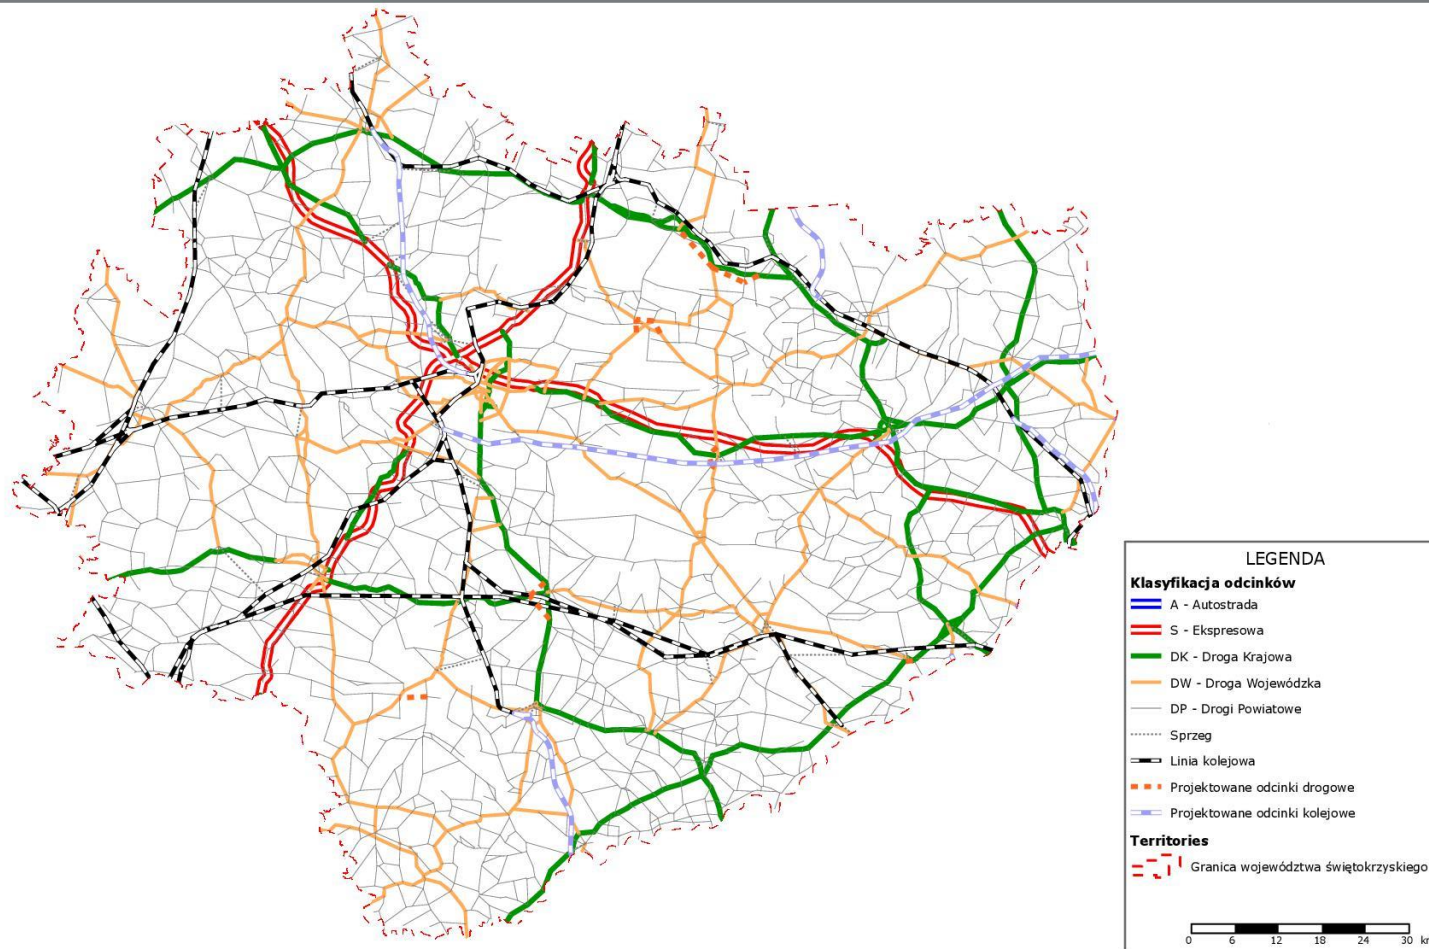 LEGENDA
Klasyfikacja odcinków
A - Autostrada
S - Ekspresowa
DK - Droga Krajowa
DW - Droga Wojewódzka
DP - Drogi Powiatowe
Sprzeg
Linia kolejowa
Projektowane odcinki drogowe
Projektowane odcinki kolejowe
Territories
Granica województwa świętokrzyskiego
0 6 12 18 24 30 km